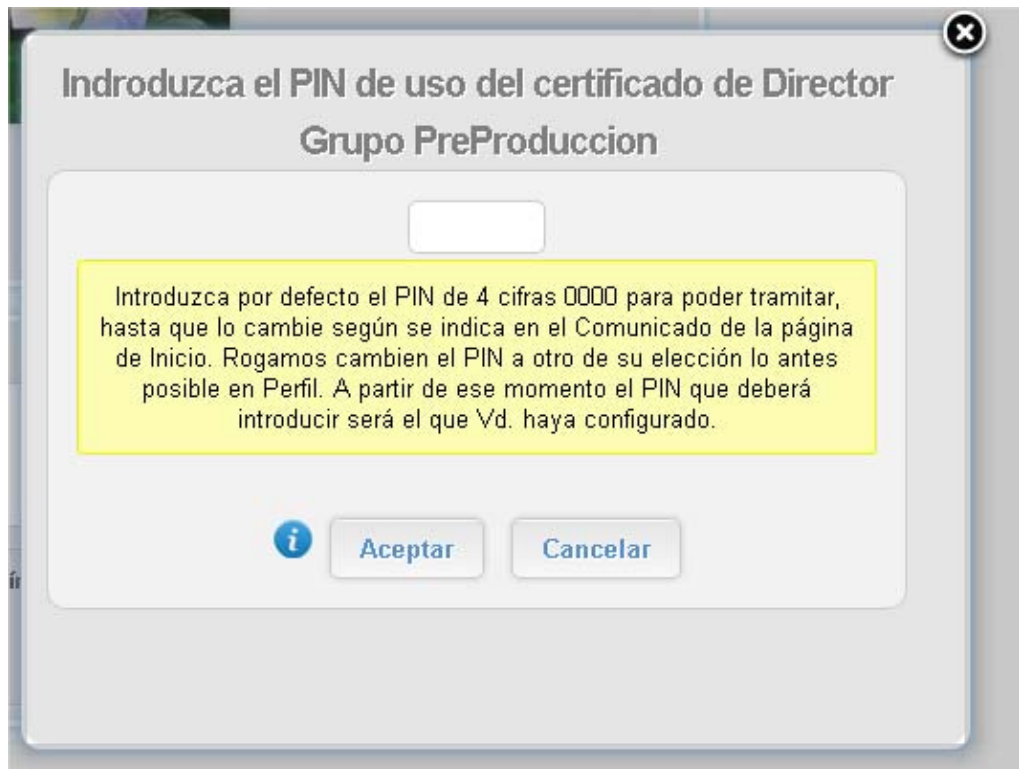 Indroduzca el PIN de uso del certificado de Director
Grupo PreProduccion
Introduzca por defecto el PIN de 4 cifras 0000 para poder tramitar,
hasta que lo cambie según se indica en el Comunicado de la página
de Inicio. Rogamos cambien el PIN a otro de su elección lo antes
posible en Perfil. A partir de ese momento el PIN que deberá
introducir será el que Vd. haya configurado.
i Aceptar Cancelar